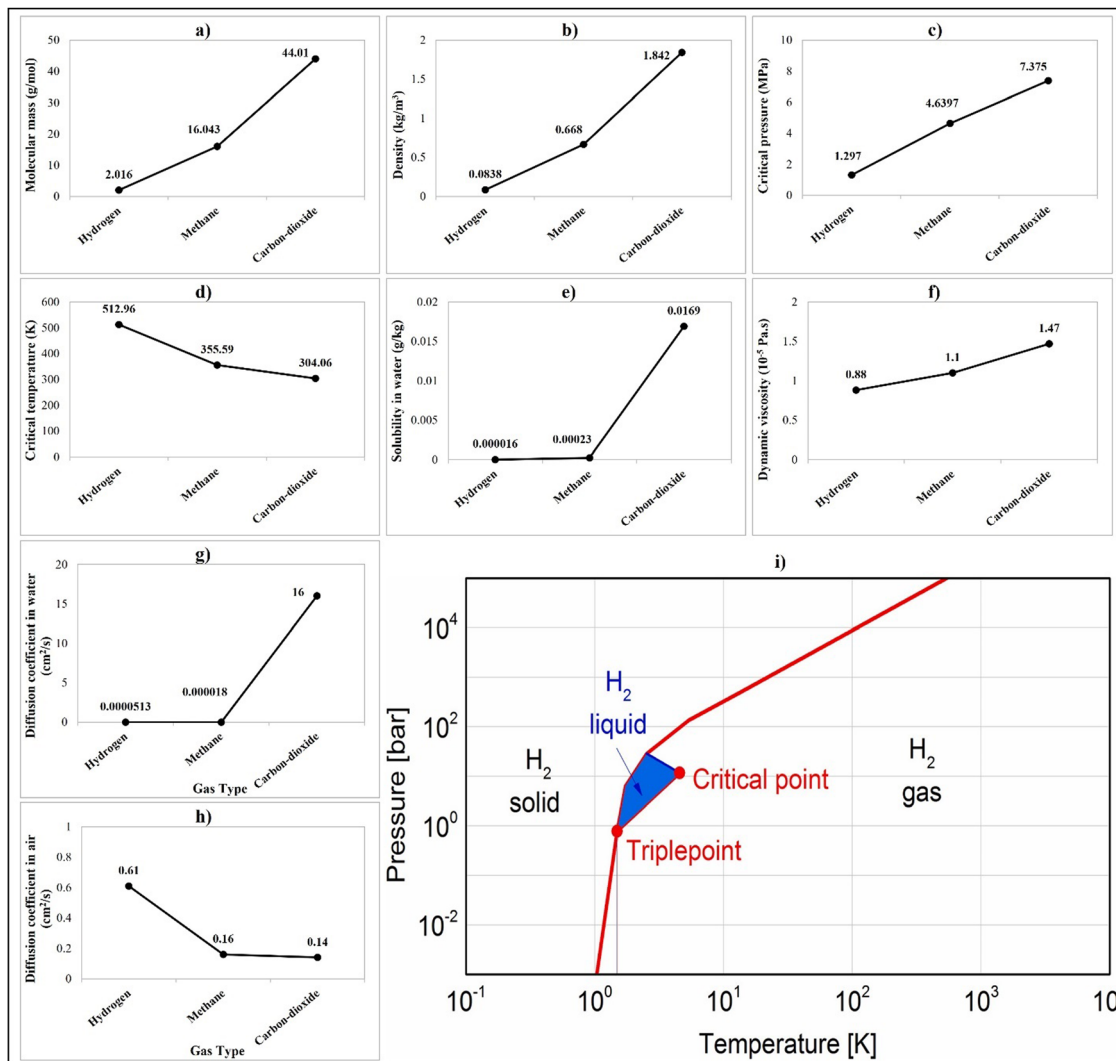 a)
Molecular mass (g/mol)
50
40
30
20
10
0
2.016
16.043
44.01
Hydrogen
Methane
Carbon-dioxide
b)
Density (kg/m³)
2
1.5
1
0.5
0
0.0838
0.668
1.842
Hydrogen
Methane
Carbon-dioxide
c)
Critical pressure (MPa)
10
8
6
4
2
0
1.297
4.6397
7.375
Hydrogen
Methane
Carbon-dioxide
d)
Critical temperature (K)
600
500
400
300
200
100
0
512.96
355.59
304.06
Hydrogen
Methane
Carbon-dioxide
e)
Solubility in water (g/kg)
0.02
0.015
0.01
0.005
0
0.000016
0.00023
0.0169
Hydrogen
Methane
Carbon-dioxide
f)
Dynamic viscosity (10⁻⁵ Pa.s)
2
1.5
1
0.5
0
0.88
1.1
1.47
Hydrogen
Methane
Carbon-dioxide
g)
Diffusion coefficient in water
(cm²/s)
20
15
10
5
0
0.0000513
0.000018
16
Hydrogen
Methane
Carbon-dioxide
Gas Type
h)
Diffusion coefficient in air
(cm²/s)
1
0.8
0.6
0.4
0.2
0
0.61
0.16
0.14
Hydrogen
Methane
Carbon-dioxide
Gas Type
i)
Pressure [bar]
10⁴
10²
10⁰
10⁻²
H₂
liquid
H₂
solid
H₂
gas
Critical point
Triplepoint
10⁻¹
10⁰
10¹
10²
10³
10
Temperature [K]